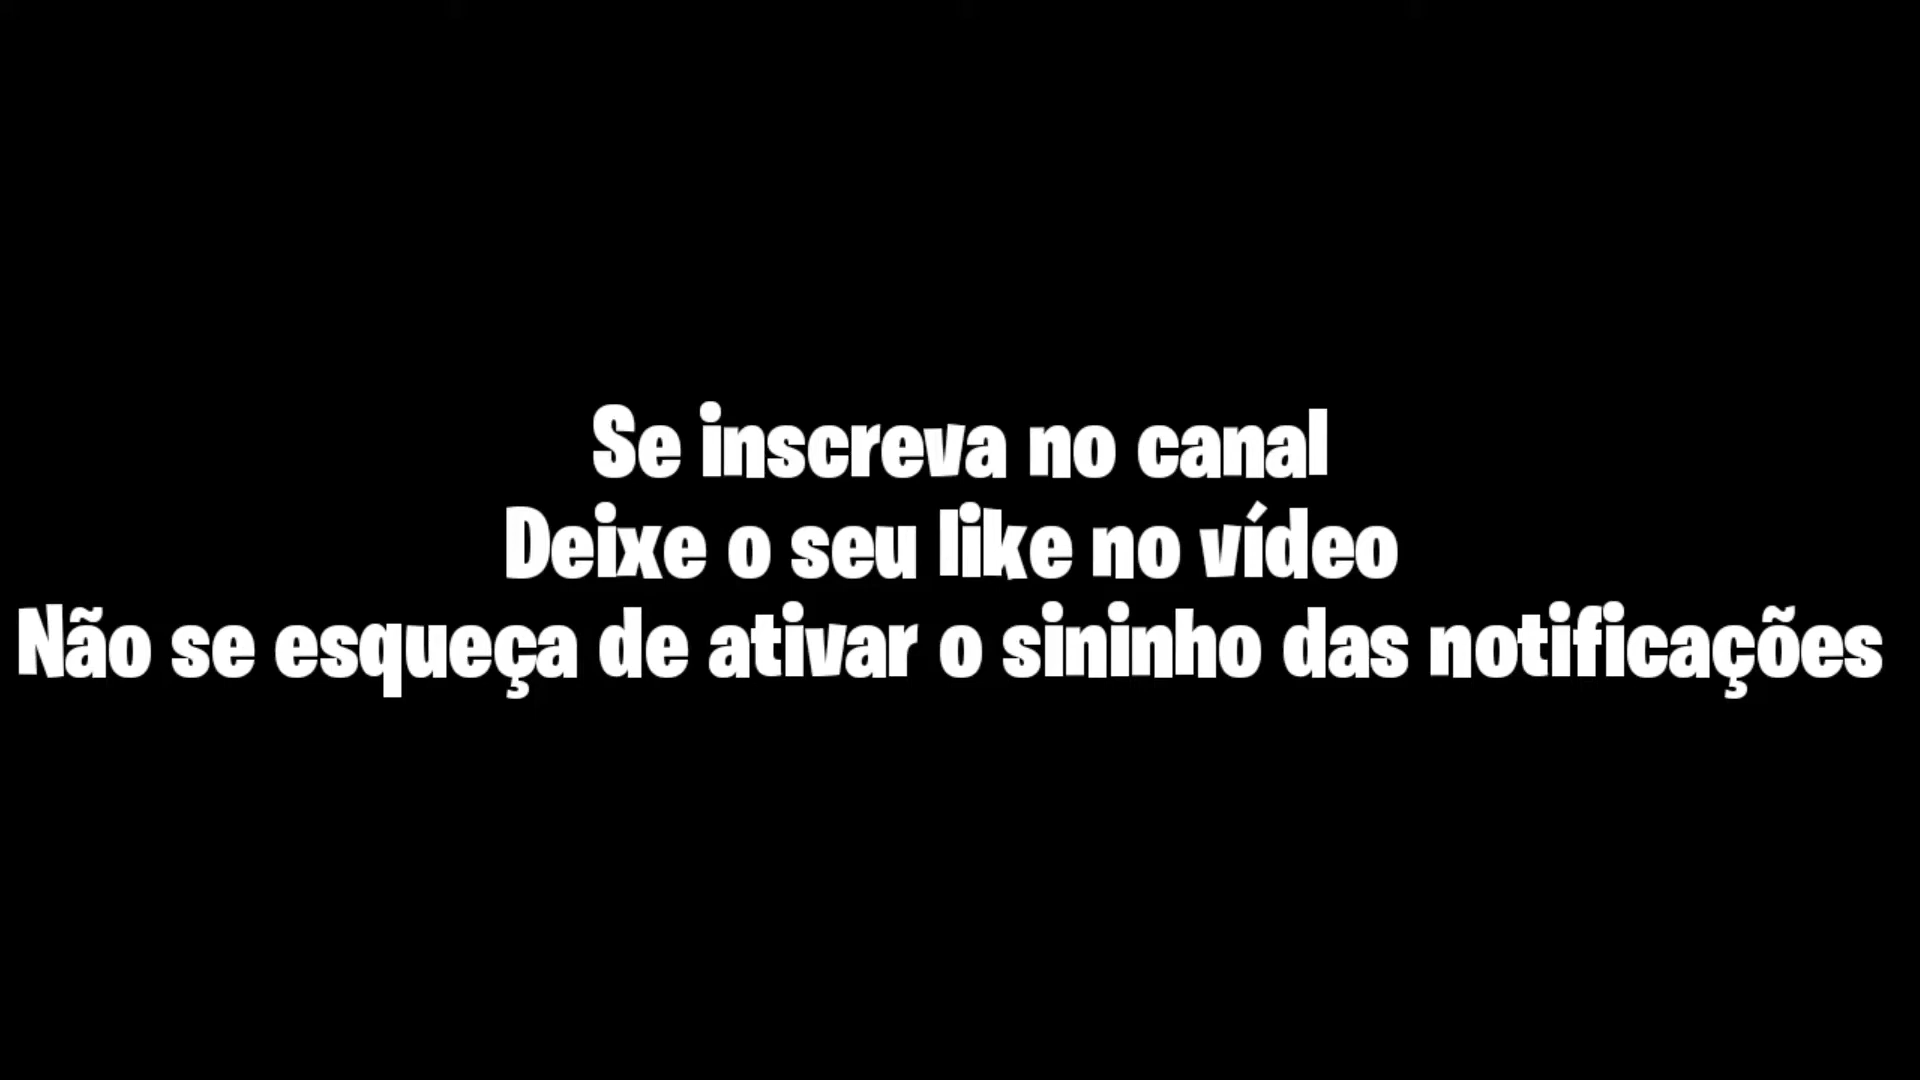 Se inscreva no canal
Deixe o seu like no vídeo
Não se esqueça de ativar o sininho das notificações